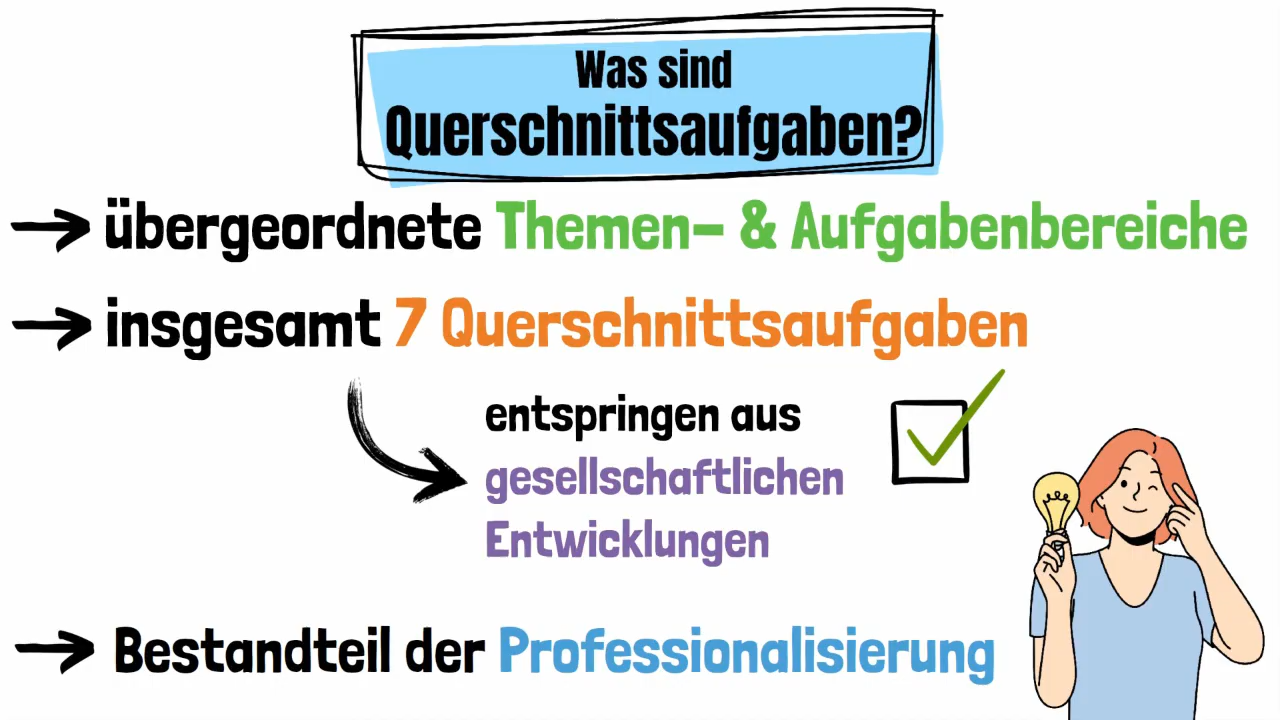 Was sind
Querschnittsaufgaben?
übergeordnete Themen- & Aufgabenbereiche
insgesamt 7 Querschnittsaufgaben
entspringen aus
gesellschaftlichen
Entwicklungen
Bestandteil der Professionalisierung